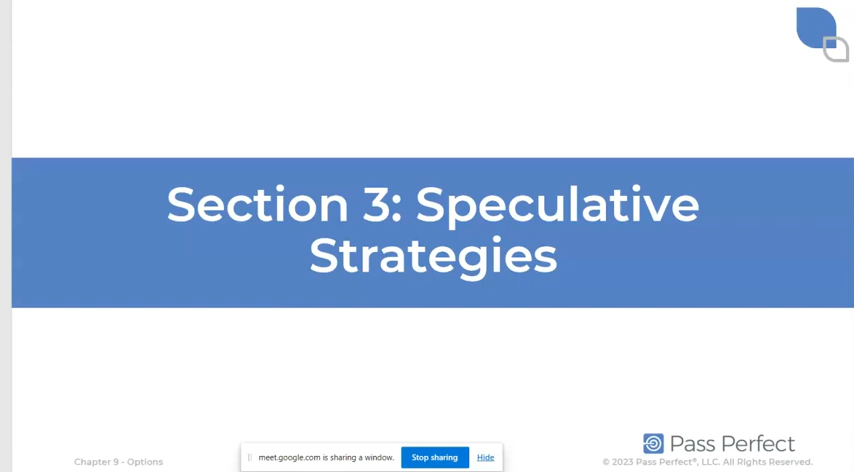 Section 3: Speculative
Strategies
Pass Perfect
Chapter 9 - Options
meet.google.com is sharing a window. Stop sharing Hide
© 2023 Pass Perfect®, LLC. All Rights Reserved.